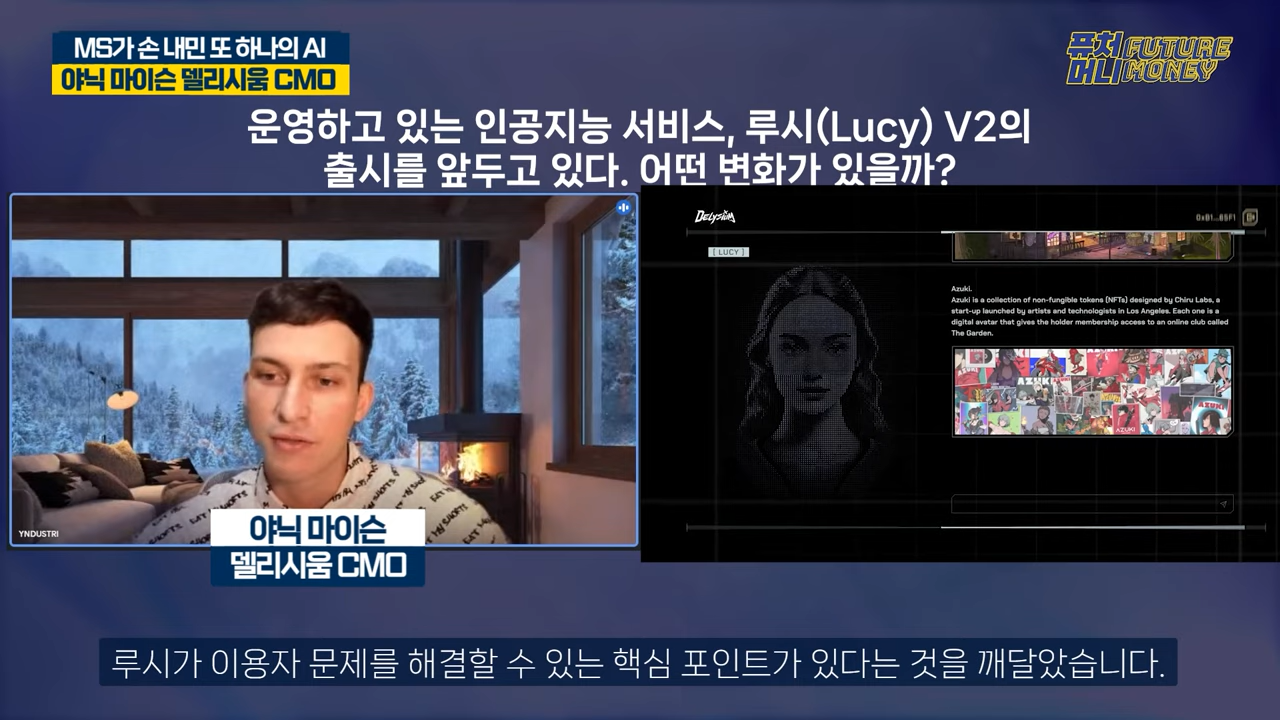 MS가 손 내민 또 하나의 AI
야닉 마이슨 델리시움 CMO
퓨처 FUTURE
머니 MONEY
운영하고 있는 인공지능 서비스, 루시(Lucy) V2의
출시를 앞두고 있다. 어떤 변화가 있을까?
YNDUSTRI
야닉 마이슨
델리시움 CMO
DELYSIUM
[ LUCY ]
Azuki.
Azuki is a collection of non-fungible tokens (NFTs) designed by Chiru Labs, a
start-up launched by artists and technologists in Los Angeles. Each one is a
digital avatar that gives the holder membership access to an online club called
The Garden.
AZUKI
루시가 이용자 문제를 해결할 수 있는 핵심 포인트가 있다는 것을 깨달았습니다.